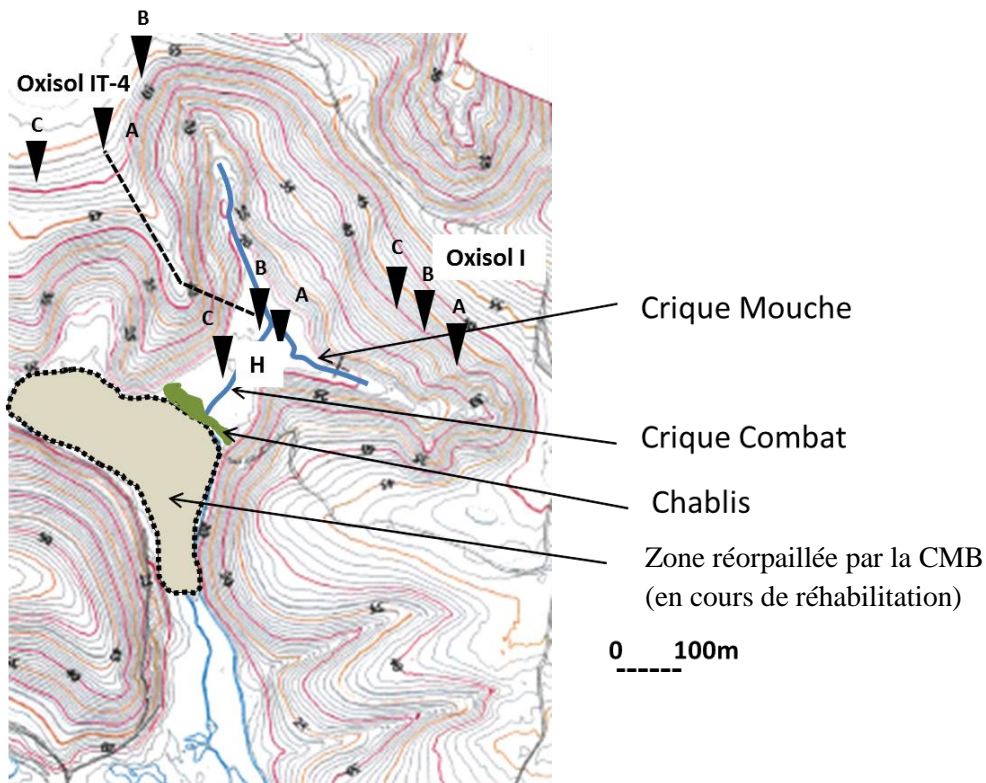 B
Oxisol IT-4
C
A
C
Oxisol I
B
B
A
A
C
H
Crique Mouche
Crique Combat
Chablis
Zone réorpaillée par la CMB
(en cours de réhabilitation)
0 100m